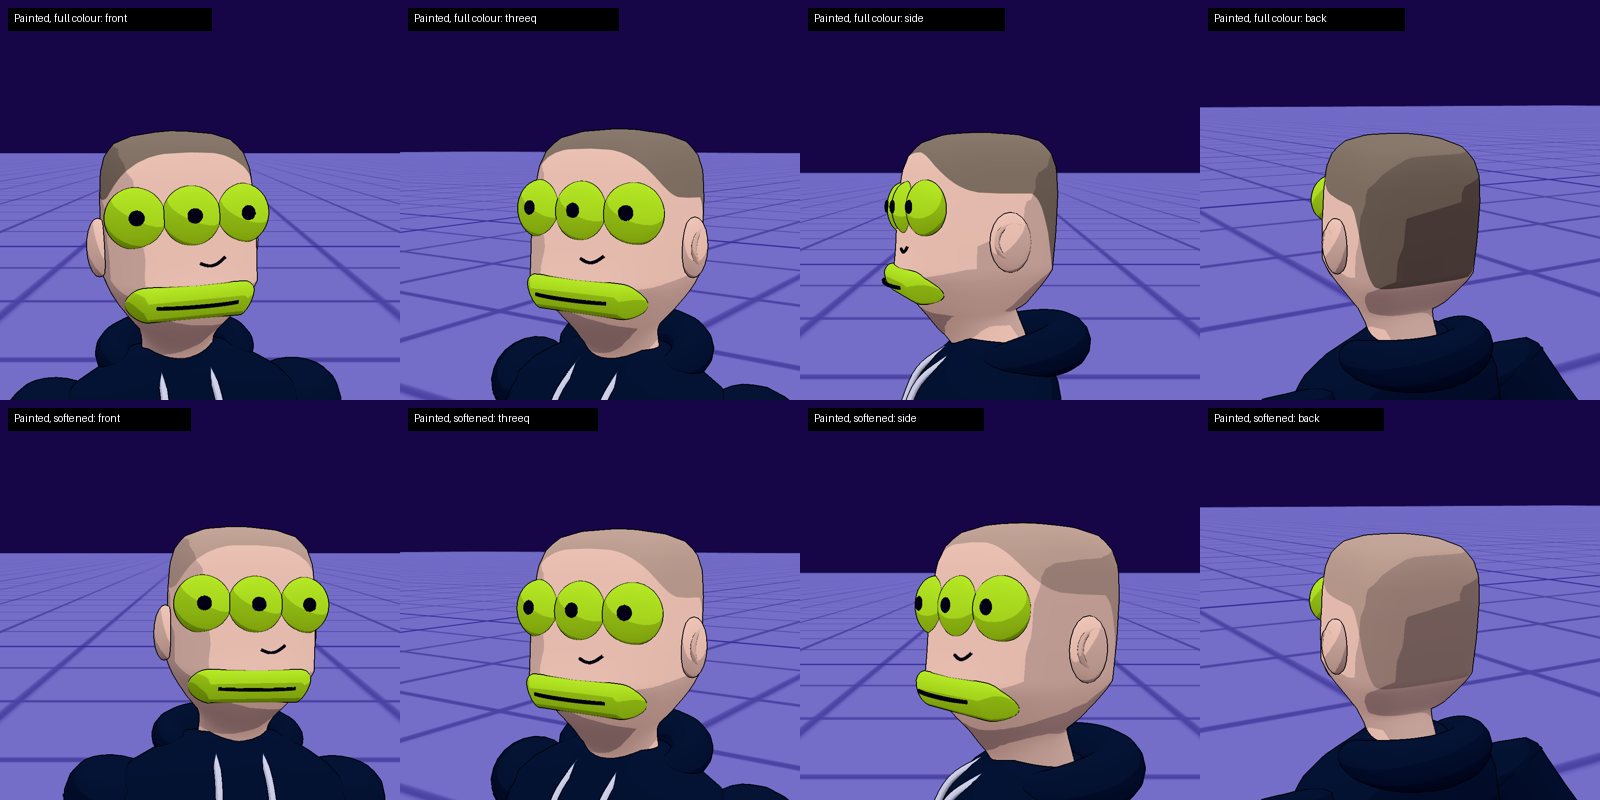 Painted, full colour: front
Painted, full colour: threeq
Painted, full colour: side
Painted, full colour: back
Painted, softened: front
Painted, softened: threeq
Painted, softened: side
Painted, softened: back